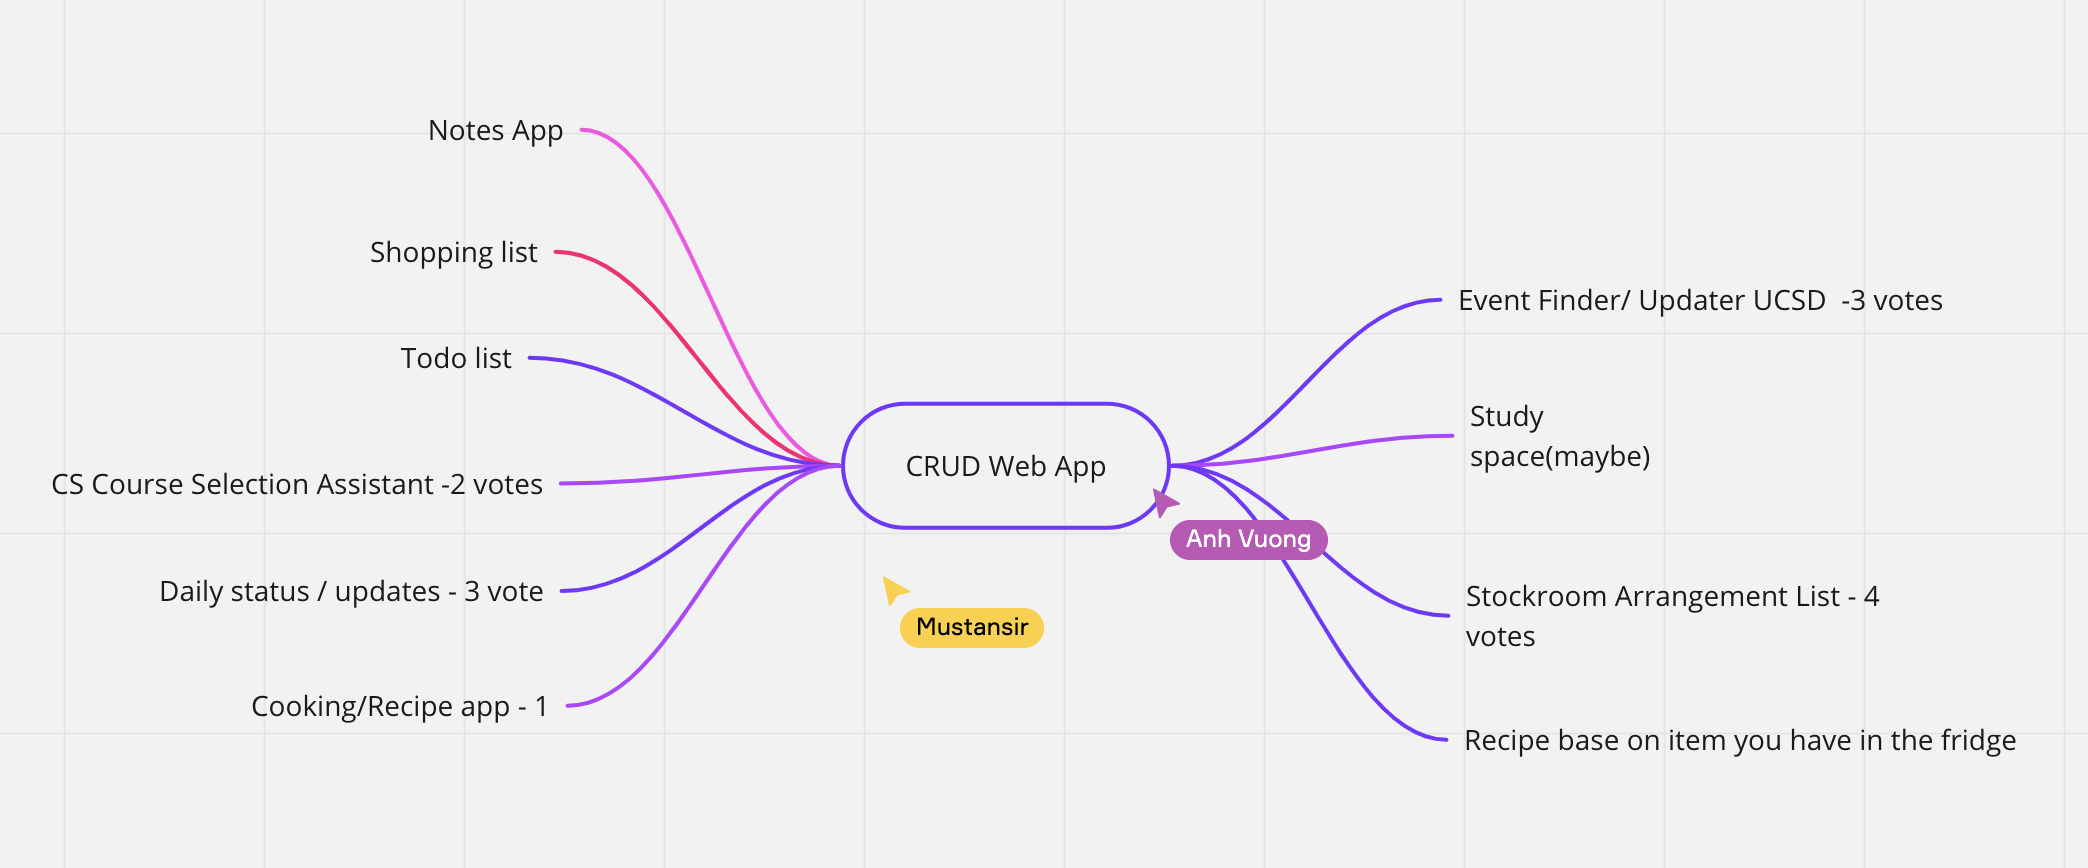 Notes App
Shopping list
Todo list
CS Course Selection Assistant -2 votes
Daily status / updates - 3 vote
Cooking/Recipe app - 1
CRUD Web App
Anh Vuong
Mustansir
Event Finder/ Updater UCSD  -3 votes
Study
space(maybe)
Stockroom Arrangement List - 4
votes
Recipe base on item you have in the fridge